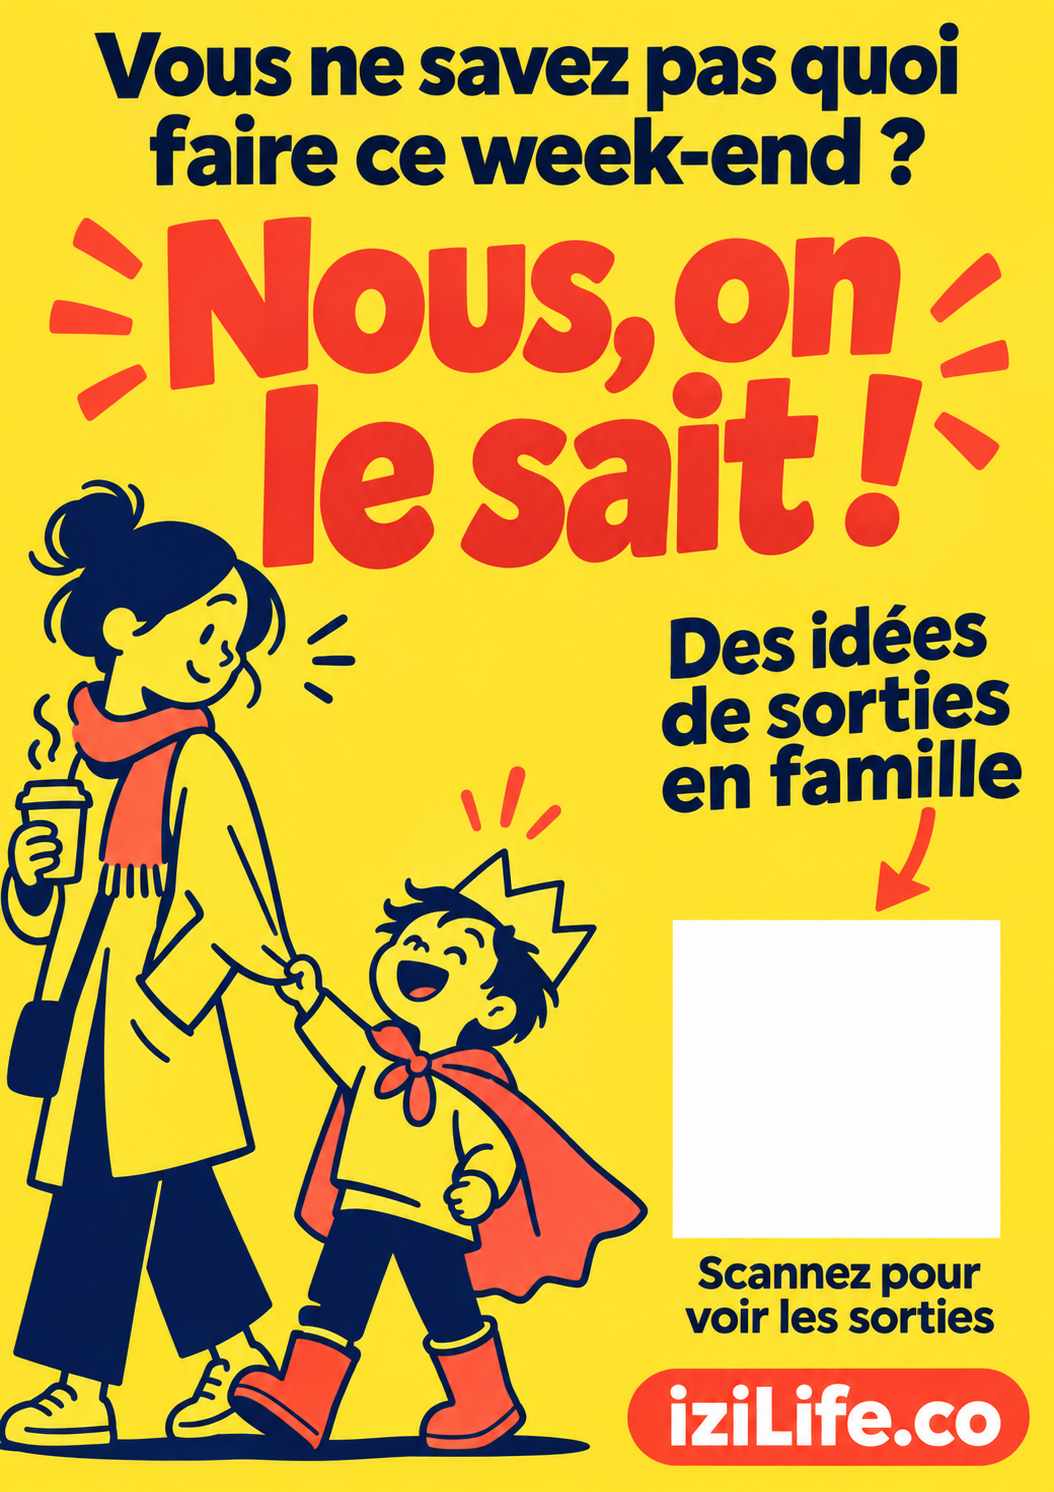 Vous ne savez pas quoi
faire ce week-end ?
Nous, on
le sait !
Des idées
de sorties
en famille
Scannez pour
voir les sorties
iziLife.co